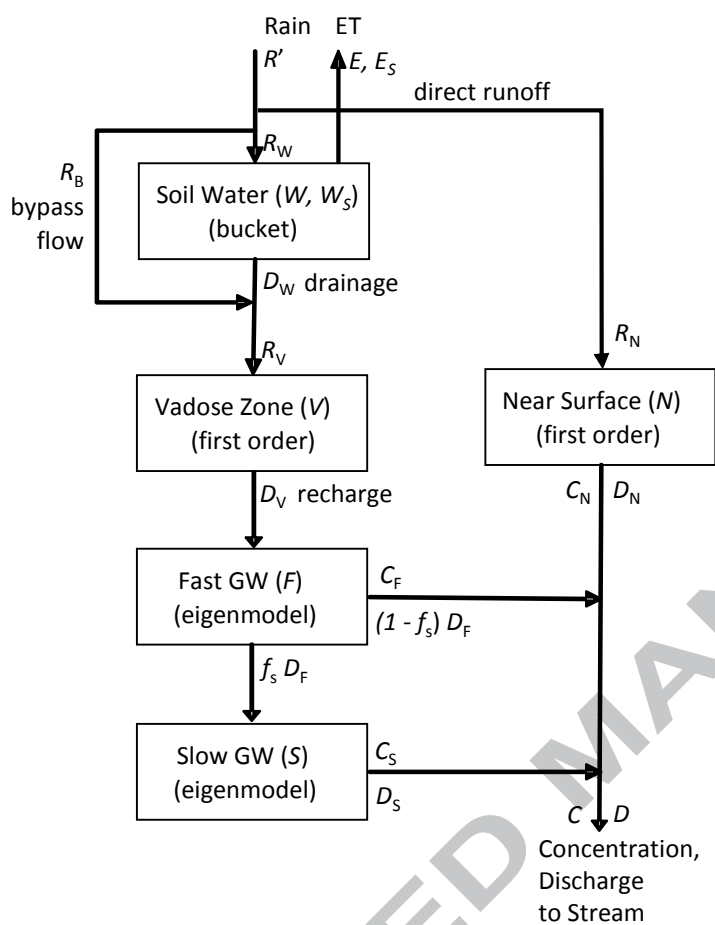 Rain ET
R' E, E_S
direct runoff
R_W
R_B
bypass
flow
Soil Water (W, W_S)
(bucket)
D_W drainage
R_V
R_N
Vadose Zone (V)
(first order)
Near Surface (N)
(first order)
D_V recharge
C_N D_N
Fast GW (F)
(eigenmodel)
C_F
(1 - f_s) D_F
f_s D_F
Slow GW (S)
(eigenmodel)
C_S
D_S
C D
Concentration,
Discharge
to Stream
ED MAN